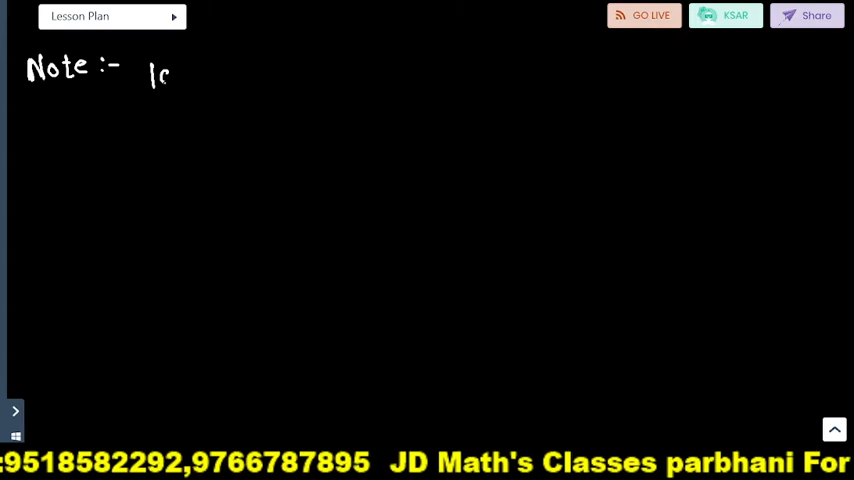 Lesson Plan
GO LIVE
KSAR
Share
Note :-
:9518582292,9766787895 JD Math's Classes parbhani For